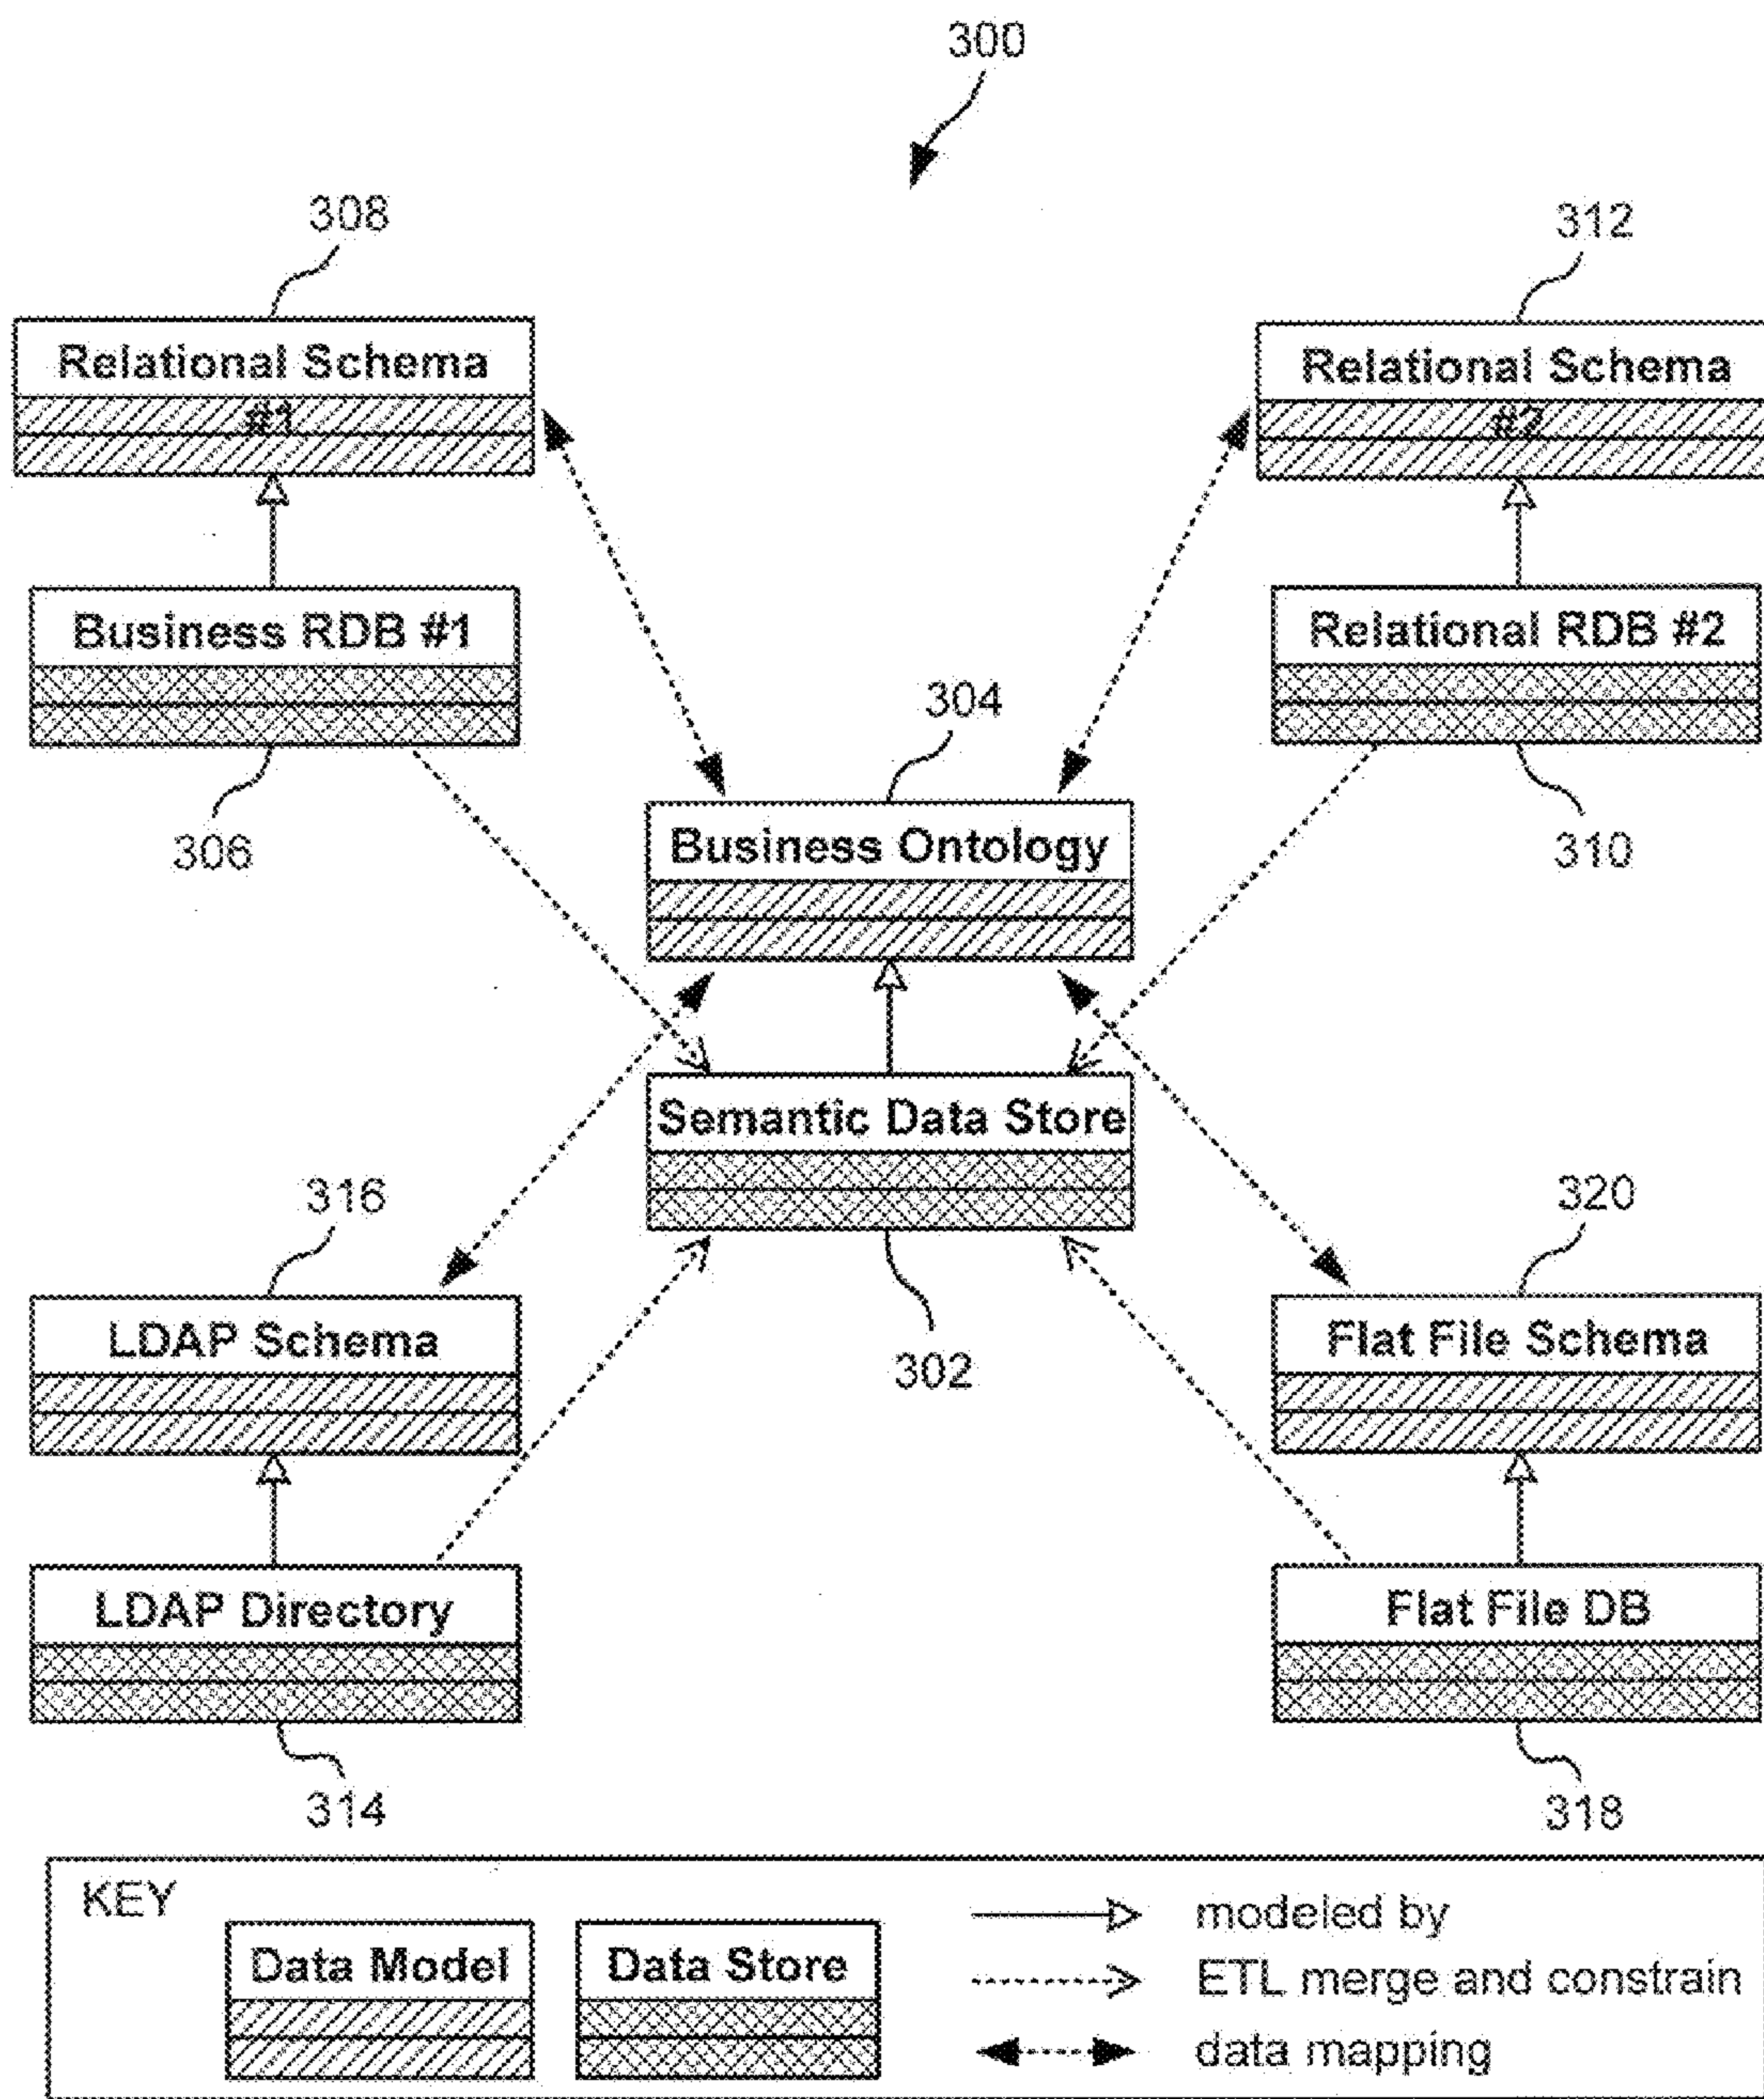 300
308
312
Relational Schema
#1
Relational Schema
#2
Business RDB #1
Relational RDB #2
304
306
310
Business Ontology
Semantic Data Store
316
320
LDAP Schema
302
Flat File Schema
LDAP Directory
Flat File DB
314
318
KEY
Data Model
Data Store
modeled by
ETL merge and constrain
data mapping